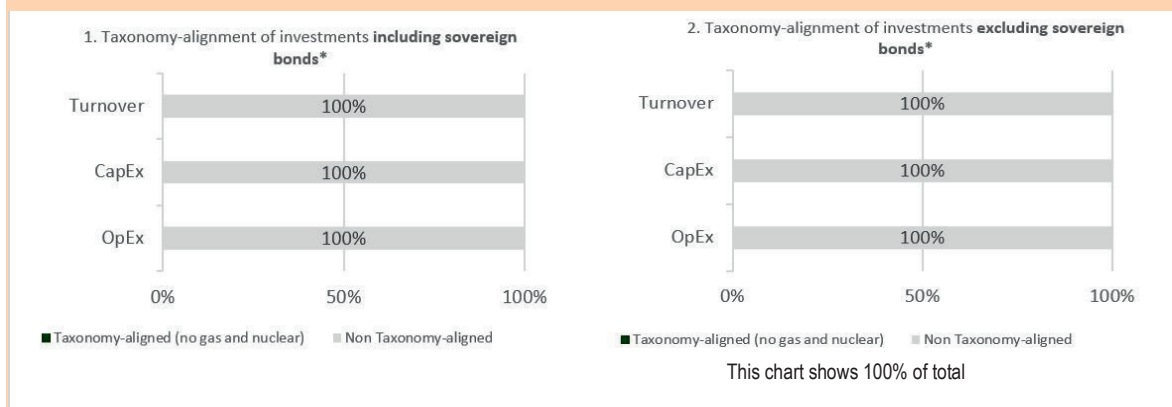 1. Taxonomy-alignment of investments including sovereign
bonds*
Turnover
100%
CapEx
100%
OpEx
100%
0%
50%
100%
Taxonomy-aligned (no gas and nuclear)
Non Taxonomy-aligned
2. Taxonomy-alignment of investments excluding sovereign
bonds*
Turnover
100%
CapEx
100%
OpEx
100%
0%
50%
100%
Taxonomy-aligned (no gas and nuclear)
Non Taxonomy-aligned
This chart shows 100% of total